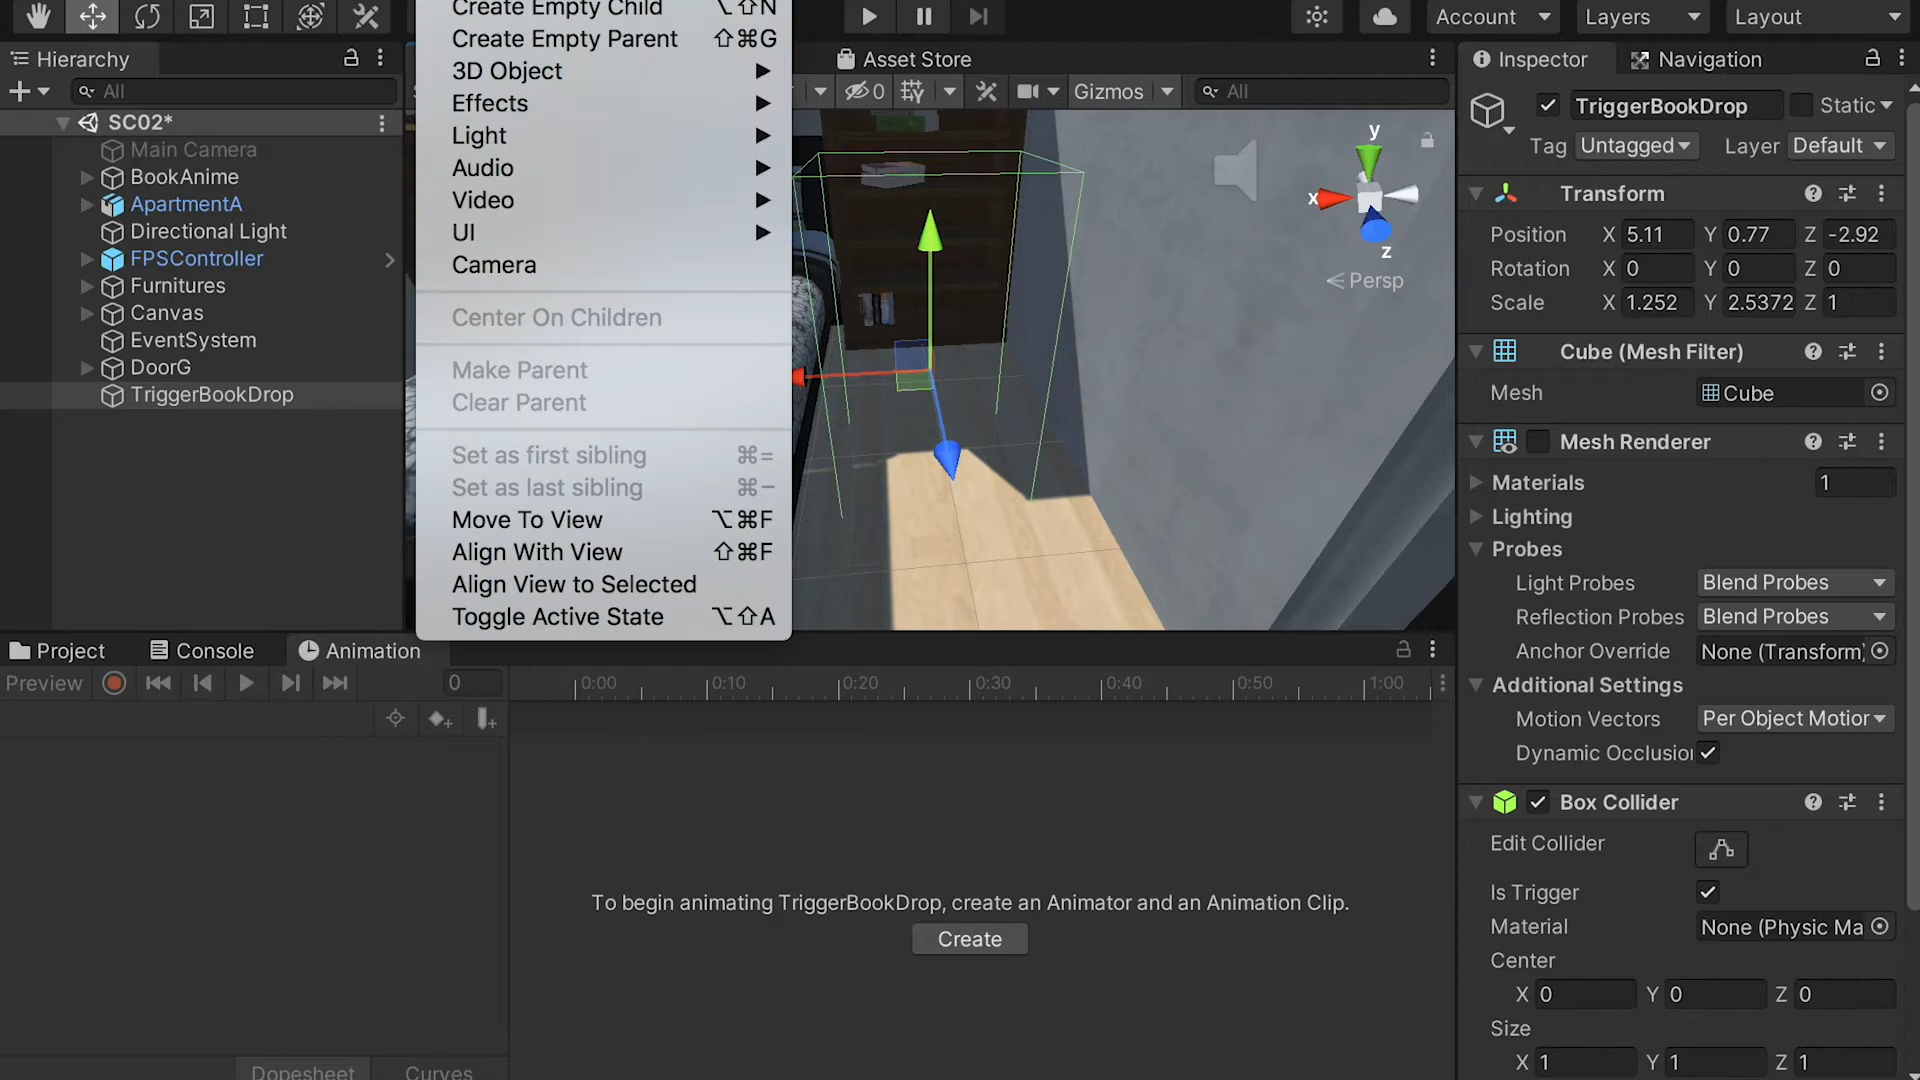 Account
Layers
Layout
Create Empty Child ⌥⇧N
Create Empty Parent ⇧⌘G
3D Object
Effects
Light
Audio
Video
UI
Camera
Center On Children
Make Parent
Clear Parent
Set as first sibling ⌘=
Set as last sibling ⌘−
Move To View ⌥⌘F
Align With View ⇧⌘F
Align View to Selected
Toggle Active State ⌥⇧A
Hierarchy
All
SC02*
Main Camera
BookAnime
ApartmentA
Directional Light
FPSController
Furnitures
Canvas
EventSystem
DoorG
TriggerBookDrop
Asset Store
0
Gizmos
All
y
x
z
Persp
Inspector
Navigation
TriggerBookDrop
Static
Tag Untagged Layer Default
Transform
Position X 5.11 Y 0.77 Z -2.92
Rotation X 0 Y 0 Z 0
Scale X 1.252 Y 2.5372 Z 1
Cube (Mesh Filter)
Mesh Cube
Mesh Renderer
Materials 1
Lighting
Probes
Light Probes Blend Probes
Reflection Probes Blend Probes
Anchor Override None (Transform)
Additional Settings
Motion Vectors Per Object Motion
Dynamic Occlusion
Box Collider
Edit Collider
Is Trigger
Material None (Physic Ma
Center
X 0 Y 0 Z 0
Size
X 1 Y 1 Z 1
Project
Console
Animation
Preview
0
0:00 0:10 0:20 0:30 0:40 0:50 1:00
To begin animating TriggerBookDrop, create an Animator and an Animation Clip.
Create
Dopesheet
Curves